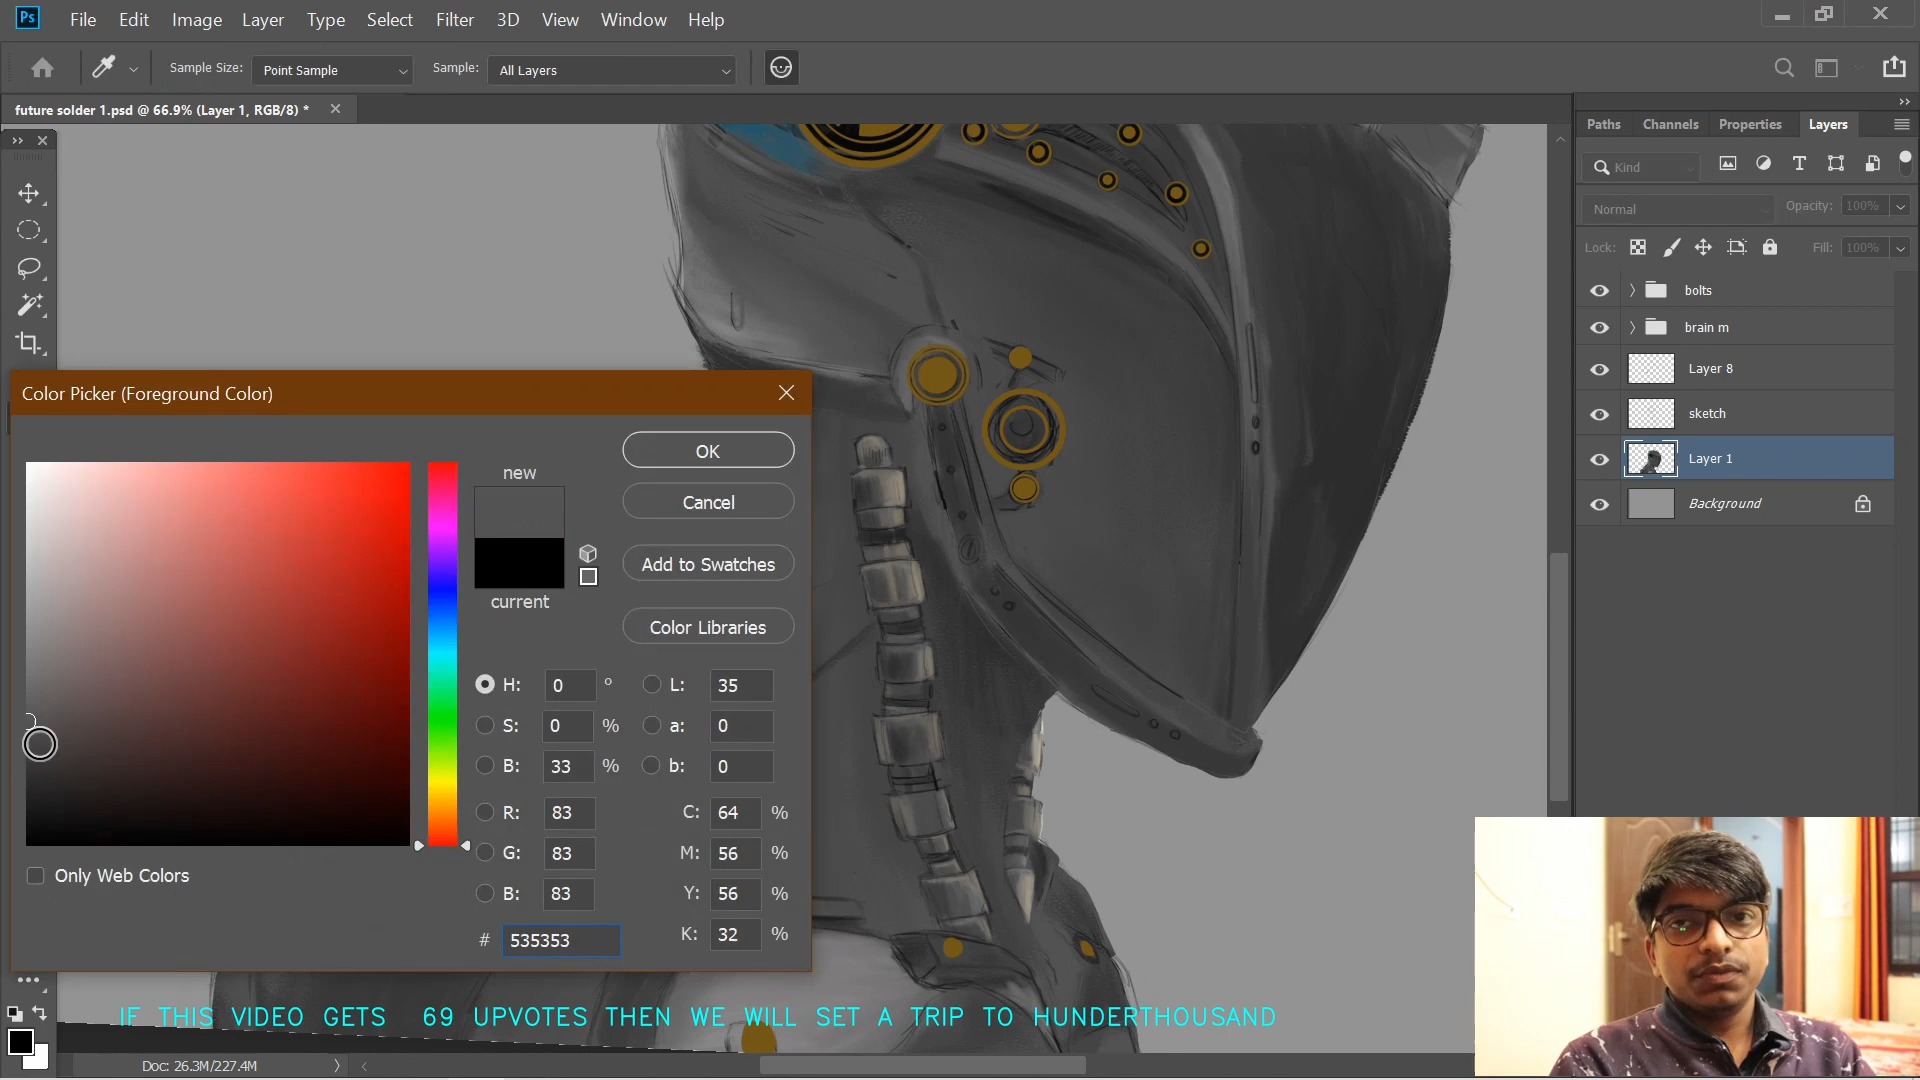 Ps File Edit Image Layer Type Select Filter 3D View Window Help
Sample Size: Point Sample Sample: All Layers
future solder 1.psd @ 66.9% (Layer 1, RGB/8) *
Paths Channels Properties Layers
Kind
Normal Opacity: 100%
Lock: Fill: 100%
bolts
brain m
Layer 8
sketch
Layer 1
Background
Color Picker (Foreground Color)
new
current
OK
Cancel
Add to Swatches
Color Libraries
H: 0 ° L: 35
S: 0 % a: 0
B: 33 % b: 0
R: 83 C: 64 %
G: 83 M: 56 %
B: 83 Y: 56 %
# 535353 K: 32 %
Only Web Colors
IF THIS VIDEO GETS 69 UPVOTES THEN WE WILL SET A TRIP TO HUNDERTHOUSAND
Doc: 26.3M/227.4M